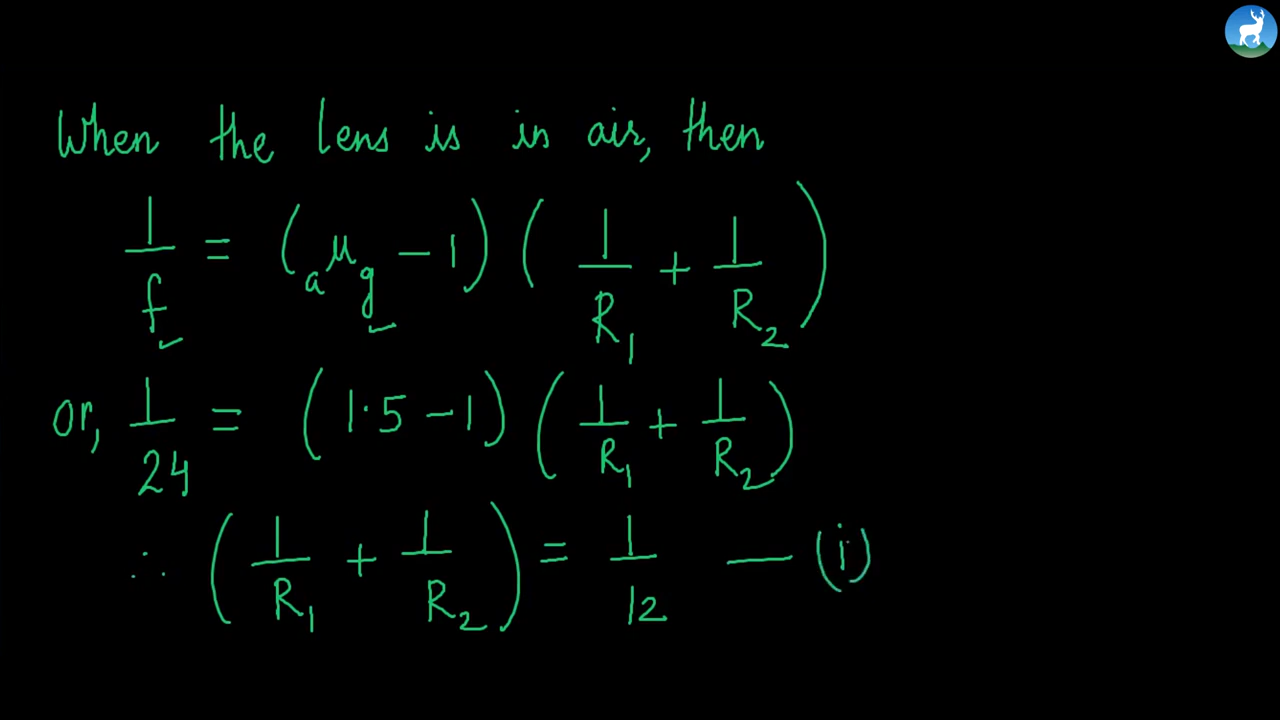 When the lens is in air, then
1/f = (ₐμ_g - 1) (1/R₁ + 1/R₂)
or, 1/24 = (1·5 - 1) (1/R₁ + 1/R₂)
∴ (1/R₁ + 1/R₂) = 1/12 — (i)